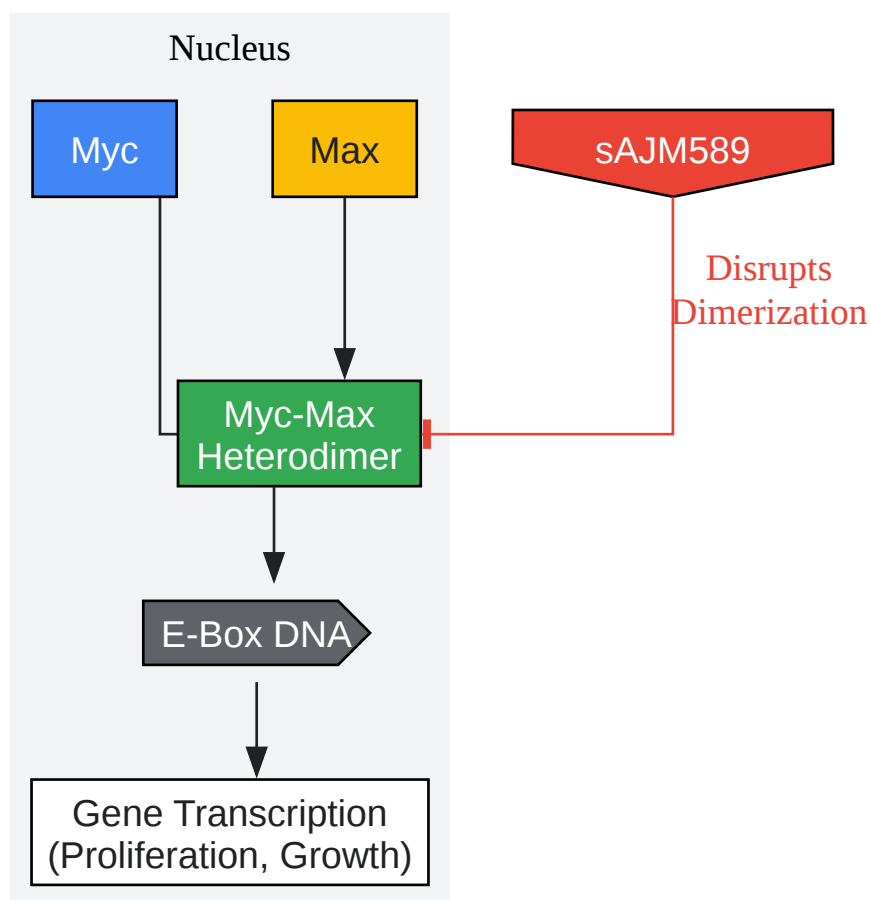 Nucleus
Myc
Max
sAJM589
Disrupts
Dimerization
Myc-Max
Heterodimer
E-Box DNA
Gene Transcription
(Proliferation, Growth)